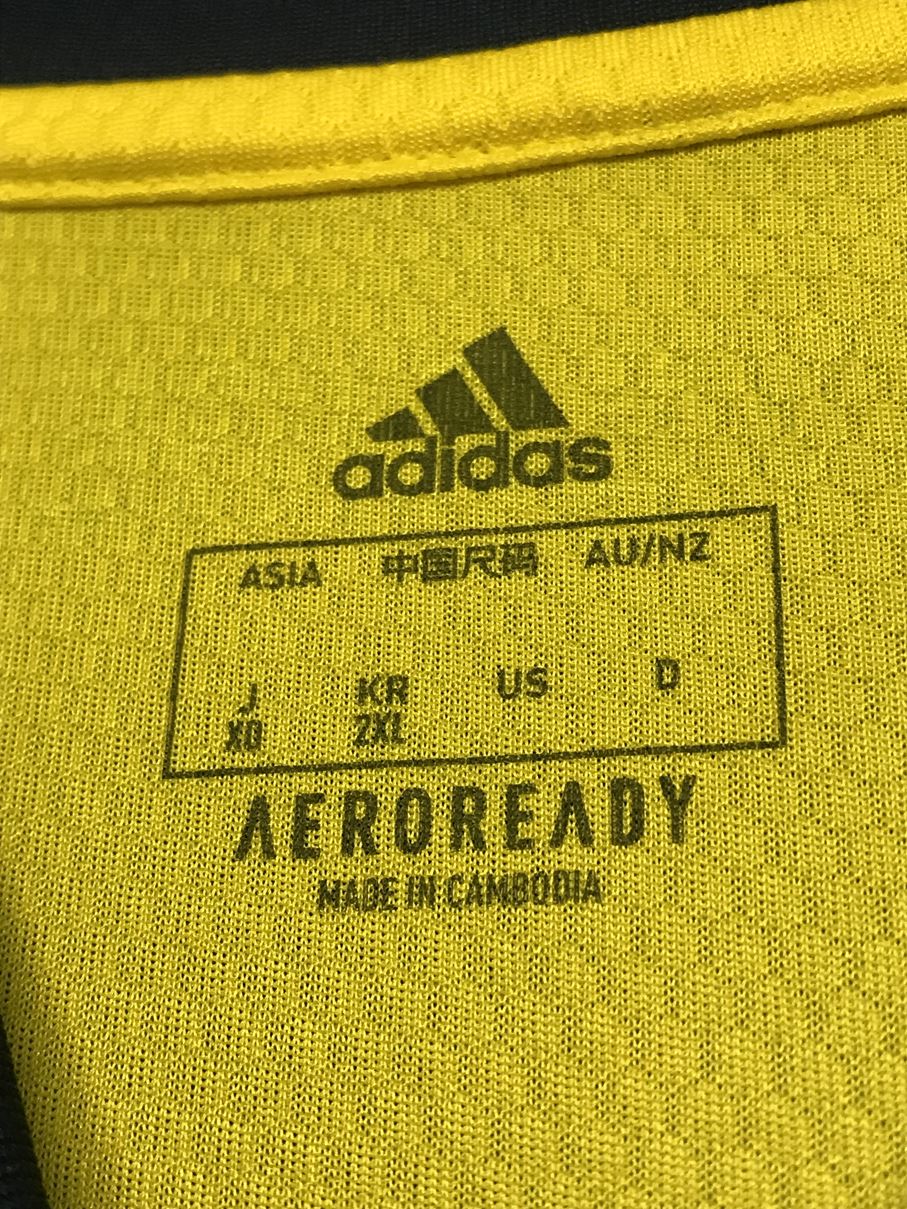 adidas
ASIA 中国尺码 AU/NZ
J KR US D
XO 2XL
AEROREADY
MADE IN CAMBODIA